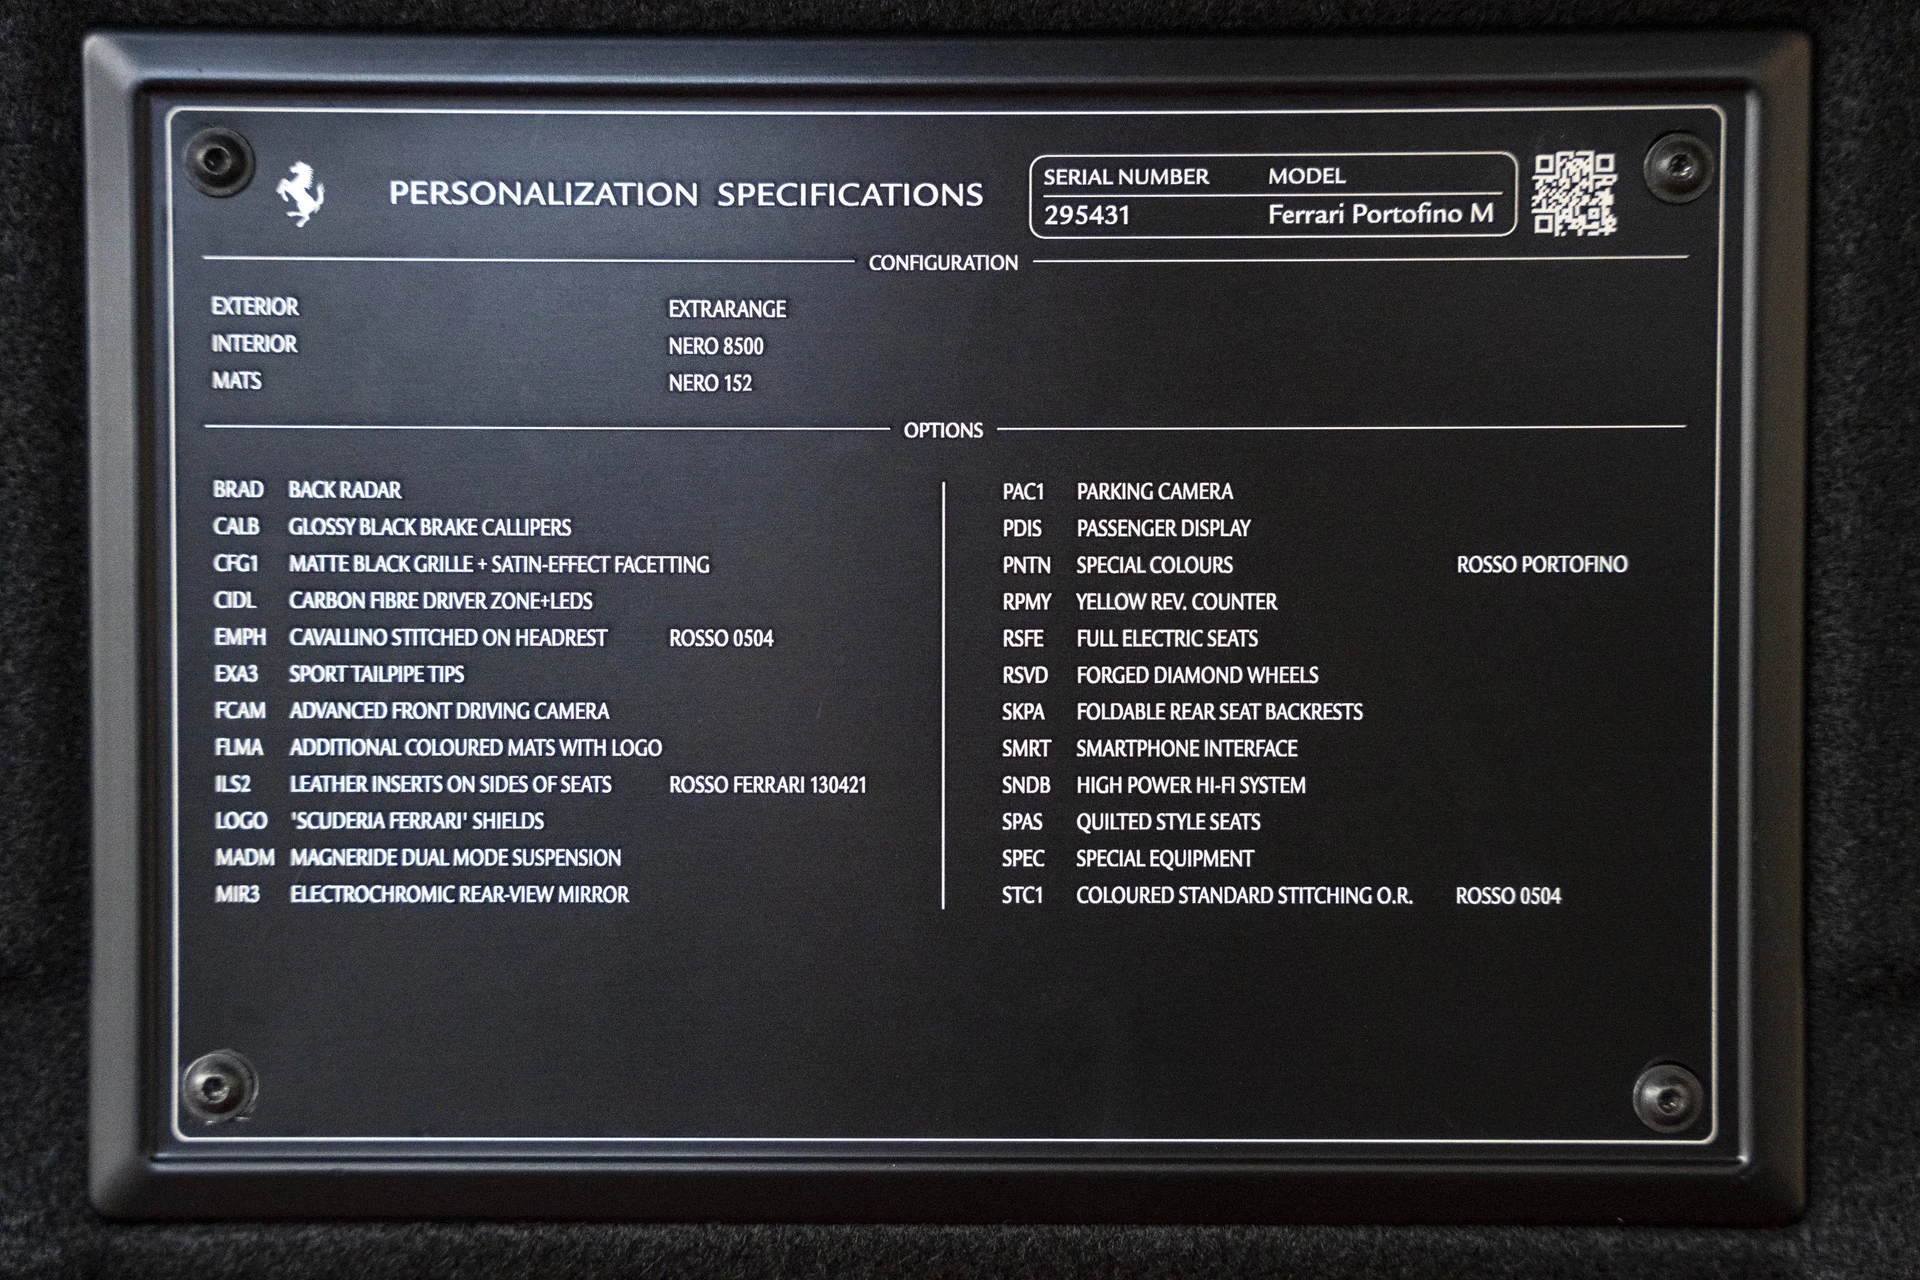 PERSONALIZATION SPECIFICATIONS
SERIAL NUMBER MODEL
295431 Ferrari Portofino M
CONFIGURATION
EXTERIOR EXTRARANGE
INTERIOR NERO 8500
MATS NERO 152
OPTIONS
BRAD BACK RADAR
CALB GLOSSY BLACK BRAKE CALLIPERS
CFG1 MATTE BLACK GRILLE + SATIN-EFFECT FACETTING
CIDL CARBON FIBRE DRIVER ZONE+LEDS
EMPH CAVALLINO STITCHED ON HEADREST ROSSO 0504
EXA3 SPORT TAILPIPE TIPS
FCAM ADVANCED FRONT DRIVING CAMERA
FLMA ADDITIONAL COLOURED MATS WITH LOGO
ILS2 LEATHER INSERTS ON SIDES OF SEATS ROSSO FERRARI 130421
LOGO 'SCUDERIA FERRARI' SHIELDS
MADM MAGNERIDE DUAL MODE SUSPENSION
MIR3 ELECTROCHROMIC REAR-VIEW MIRROR
PAC1 PARKING CAMERA
PDIS PASSENGER DISPLAY
PNTN SPECIAL COLOURS ROSSO PORTOFINO
RPMY YELLOW REV. COUNTER
RSFE FULL ELECTRIC SEATS
RSVD FORGED DIAMOND WHEELS
SKPA FOLDABLE REAR SEAT BACKRESTS
SMRT SMARTPHONE INTERFACE
SNDB HIGH POWER HI-FI SYSTEM
SPAS QUILTED STYLE SEATS
SPEC SPECIAL EQUIPMENT
STC1 COLOURED STANDARD STITCHING O.R. ROSSO 0504